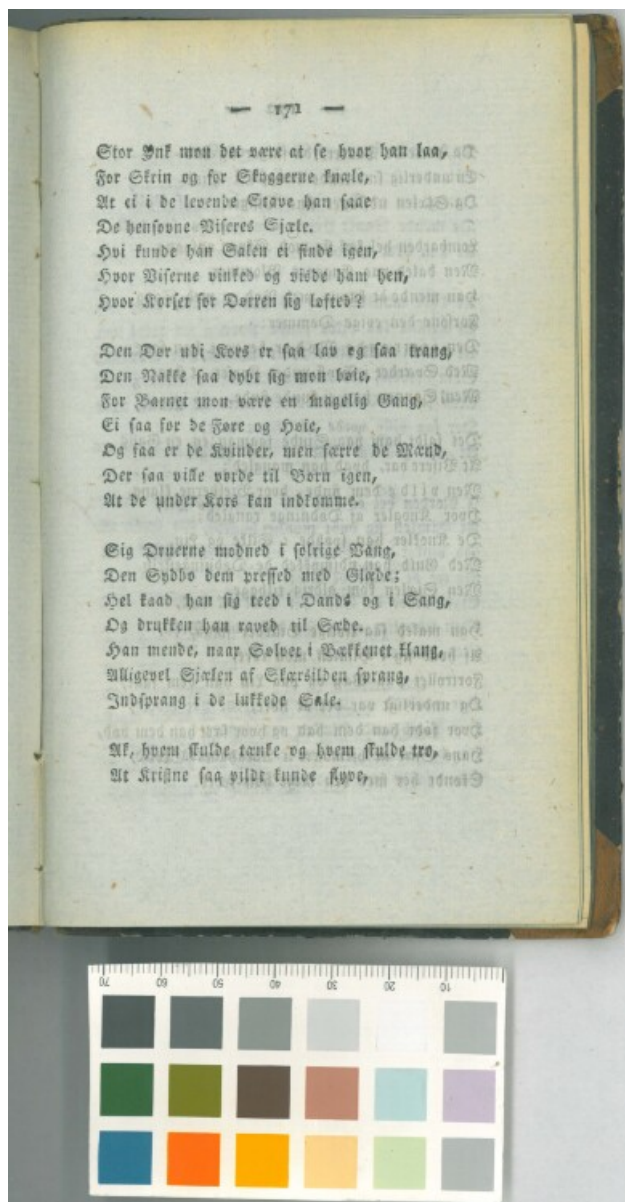 — 171 —
Stor Ynk mon det være at se hvor han laa,
For Skrin og for Skyggerne knæle,
At ei i de levende Stave han saae
De hensovne Viseres Sjæle.
Hvi kunde han Salen ei finde igen,
Hvor Viserne vinked og viste ham hen,
Hvor Korset for Dørren sig løfted?
Den Dør udi Kors er saa lav og saa trang,
Den Nakke saa dybt sig mon bøie,
For Barnet mon være en magelig Gang,
Ei saa for de Føre og Høie,
Og saa er de Kvinder, men færre de Mænd,
Der saa ville vorde til Børn igen,
At de under Kors kan indkomme.
Sig Druerne modned i solrige Vang,
Den Sydbo dem pressed med Glæde;
Hel kaad han sig teed i Dands og i Sang,
Og drukken han raved til Sæde.
Han mende, naar Sølvet i Bækkenet klang,
Alligevel Sjælen af Skærsilden sprang,
Indsprang i de lukkede Sale.
Ak, hvem skulde tænke og hvem skulde tro,
At Kristne saa vildt kunde flyve,
70 60 50 40 30 20 10